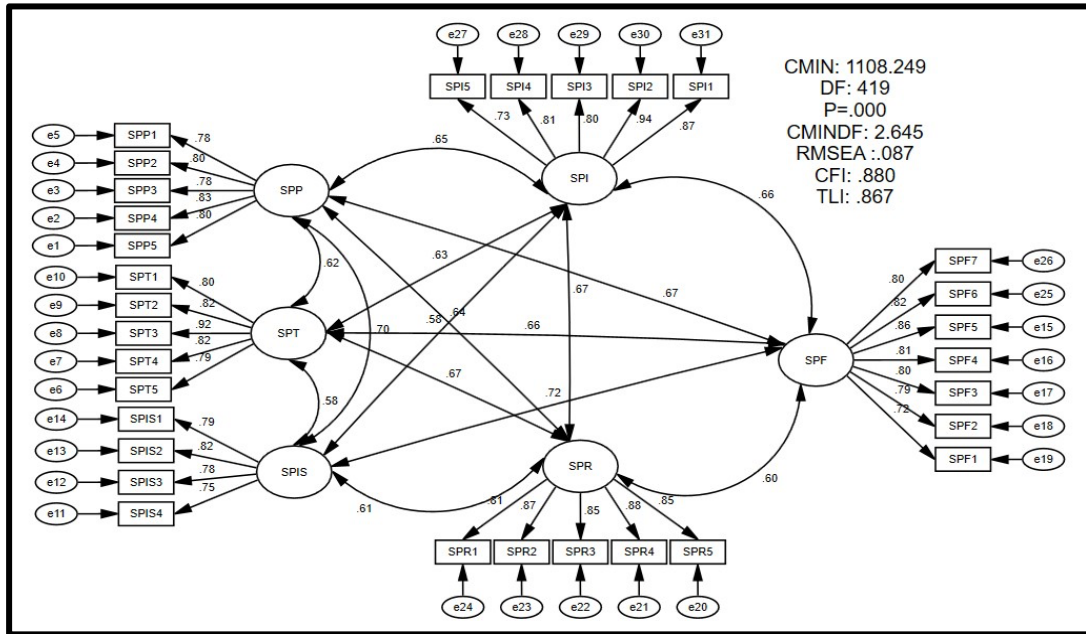 e27 e28 e29 e30 e31
SPI5 SPI4 SPI3 SPI2 SPI1
.73 .81 .80 .94 .87
CMIN: 1108.249
DF: 419
P=.000
CMINDF: 2.645
RMSEA :.087
CFI: .880
TLI: .867
e5 SPP1 .78
e4 SPP2 .80
e3 SPP3 .78
e2 SPP4 .83
e1 SPP5 .80
SPP
.65
SPI
.66
e10 SPT1 .80
e9 SPT2 .82
e8 SPT3 .92
e7 SPT4 .82
e6 SPT5 .79
SPT
.62
.63
.67
.67
.58
.64
.70
.66
.67
.72
.58
e14 SPIS1 .79
e13 SPIS2 .82
e12 SPIS3 .78
e11 SPIS4 .75
SPIS
.61
SPR
.60
SPF
.80 SPF7 e26
.82 SPF6 e25
.86 SPF5 e15
.81 SPF4 e16
.80 SPF3 e17
.79 SPF2 e18
.72 SPF1 e19
.81 .87 .85 .88 .85
SPR1 SPR2 SPR3 SPR4 SPR5
e24 e23 e22 e21 e20